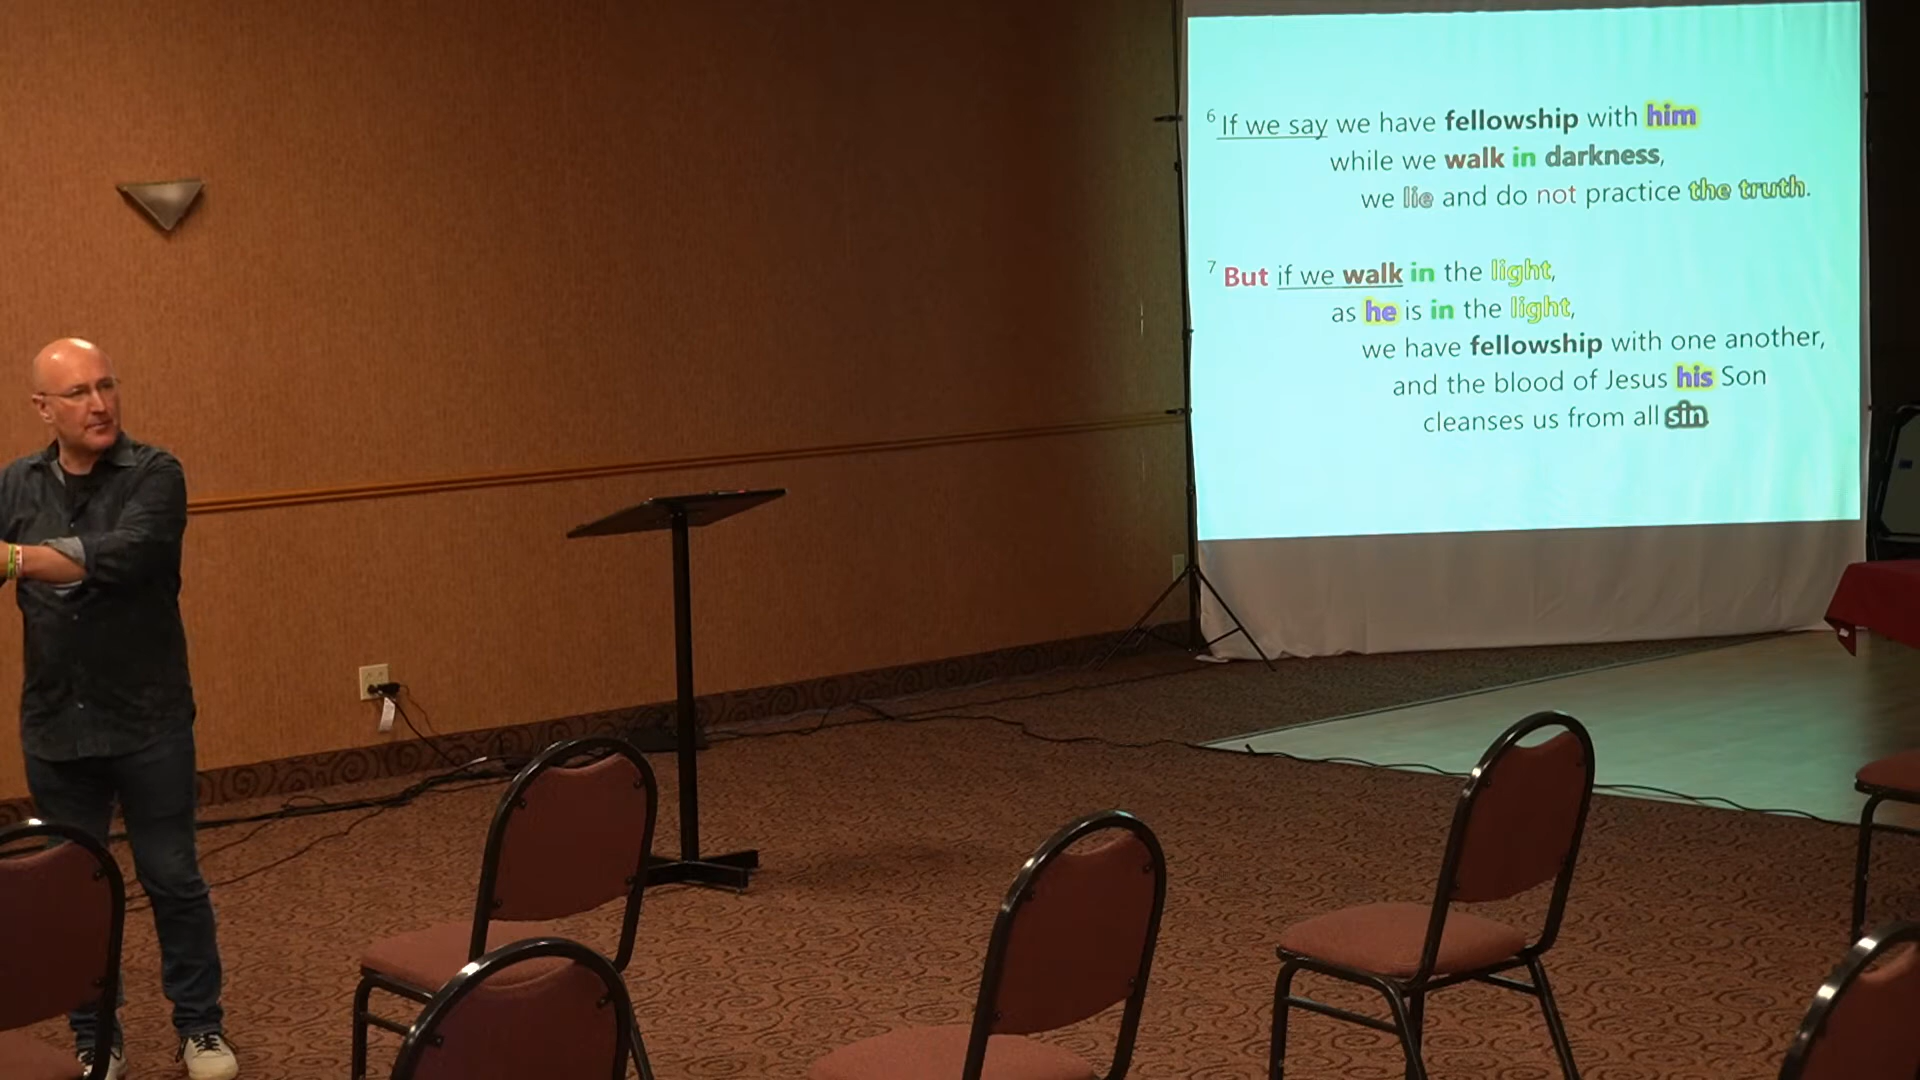 6 If we say we have fellowship with him
while we walk in darkness,
we lie and do not practice the truth.
7 But if we walk in the light,
as he is in the light,
we have fellowship with one another,
and the blood of Jesus his Son
cleanses us from all sin.